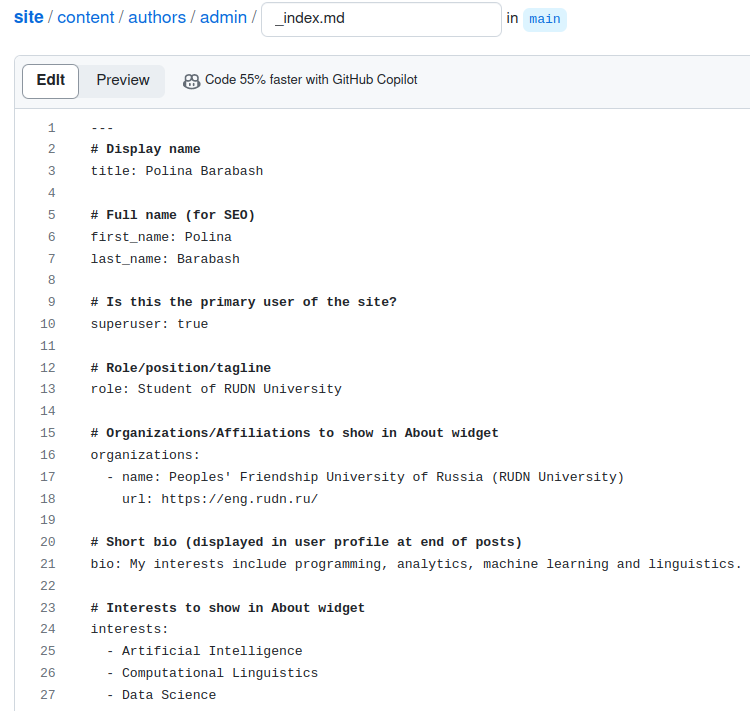 site / content / authors / admin / _index.md in main
Edit Preview Code 55% faster with GitHub Copilot
1 ---
2 # Display name
3 title: Polina Barabash
4
5 # Full name (for SEO)
6 first_name: Polina
7 last_name: Barabash
8
9 # Is this the primary user of the site?
10 superuser: true
11
12 # Role/position/tagline
13 role: Student of RUDN University
14
15 # Organizations/Affiliations to show in About widget
16 organizations:
17   - name: Peoples' Friendship University of Russia (RUDN University)
18     url: https://eng.rudn.ru/
19
20 # Short bio (displayed in user profile at end of posts)
21 bio: My interests include programming, analytics, machine learning and linguistics.
22
23 # Interests to show in About widget
24 interests:
25   - Artificial Intelligence
26   - Computational Linguistics
27   - Data Science